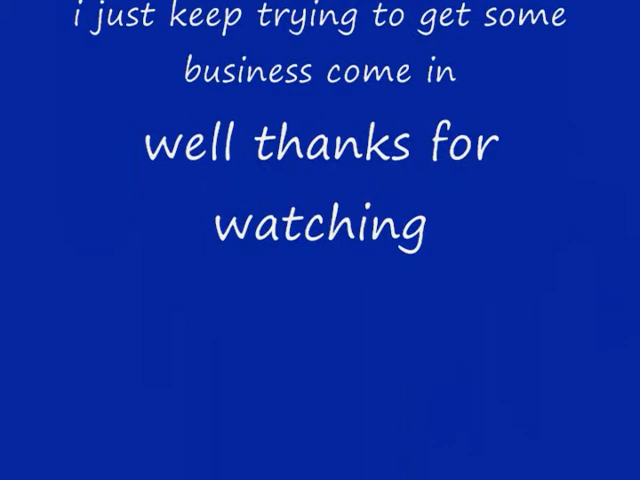 i just keep trying to get some
business come in
well thanks for
watching